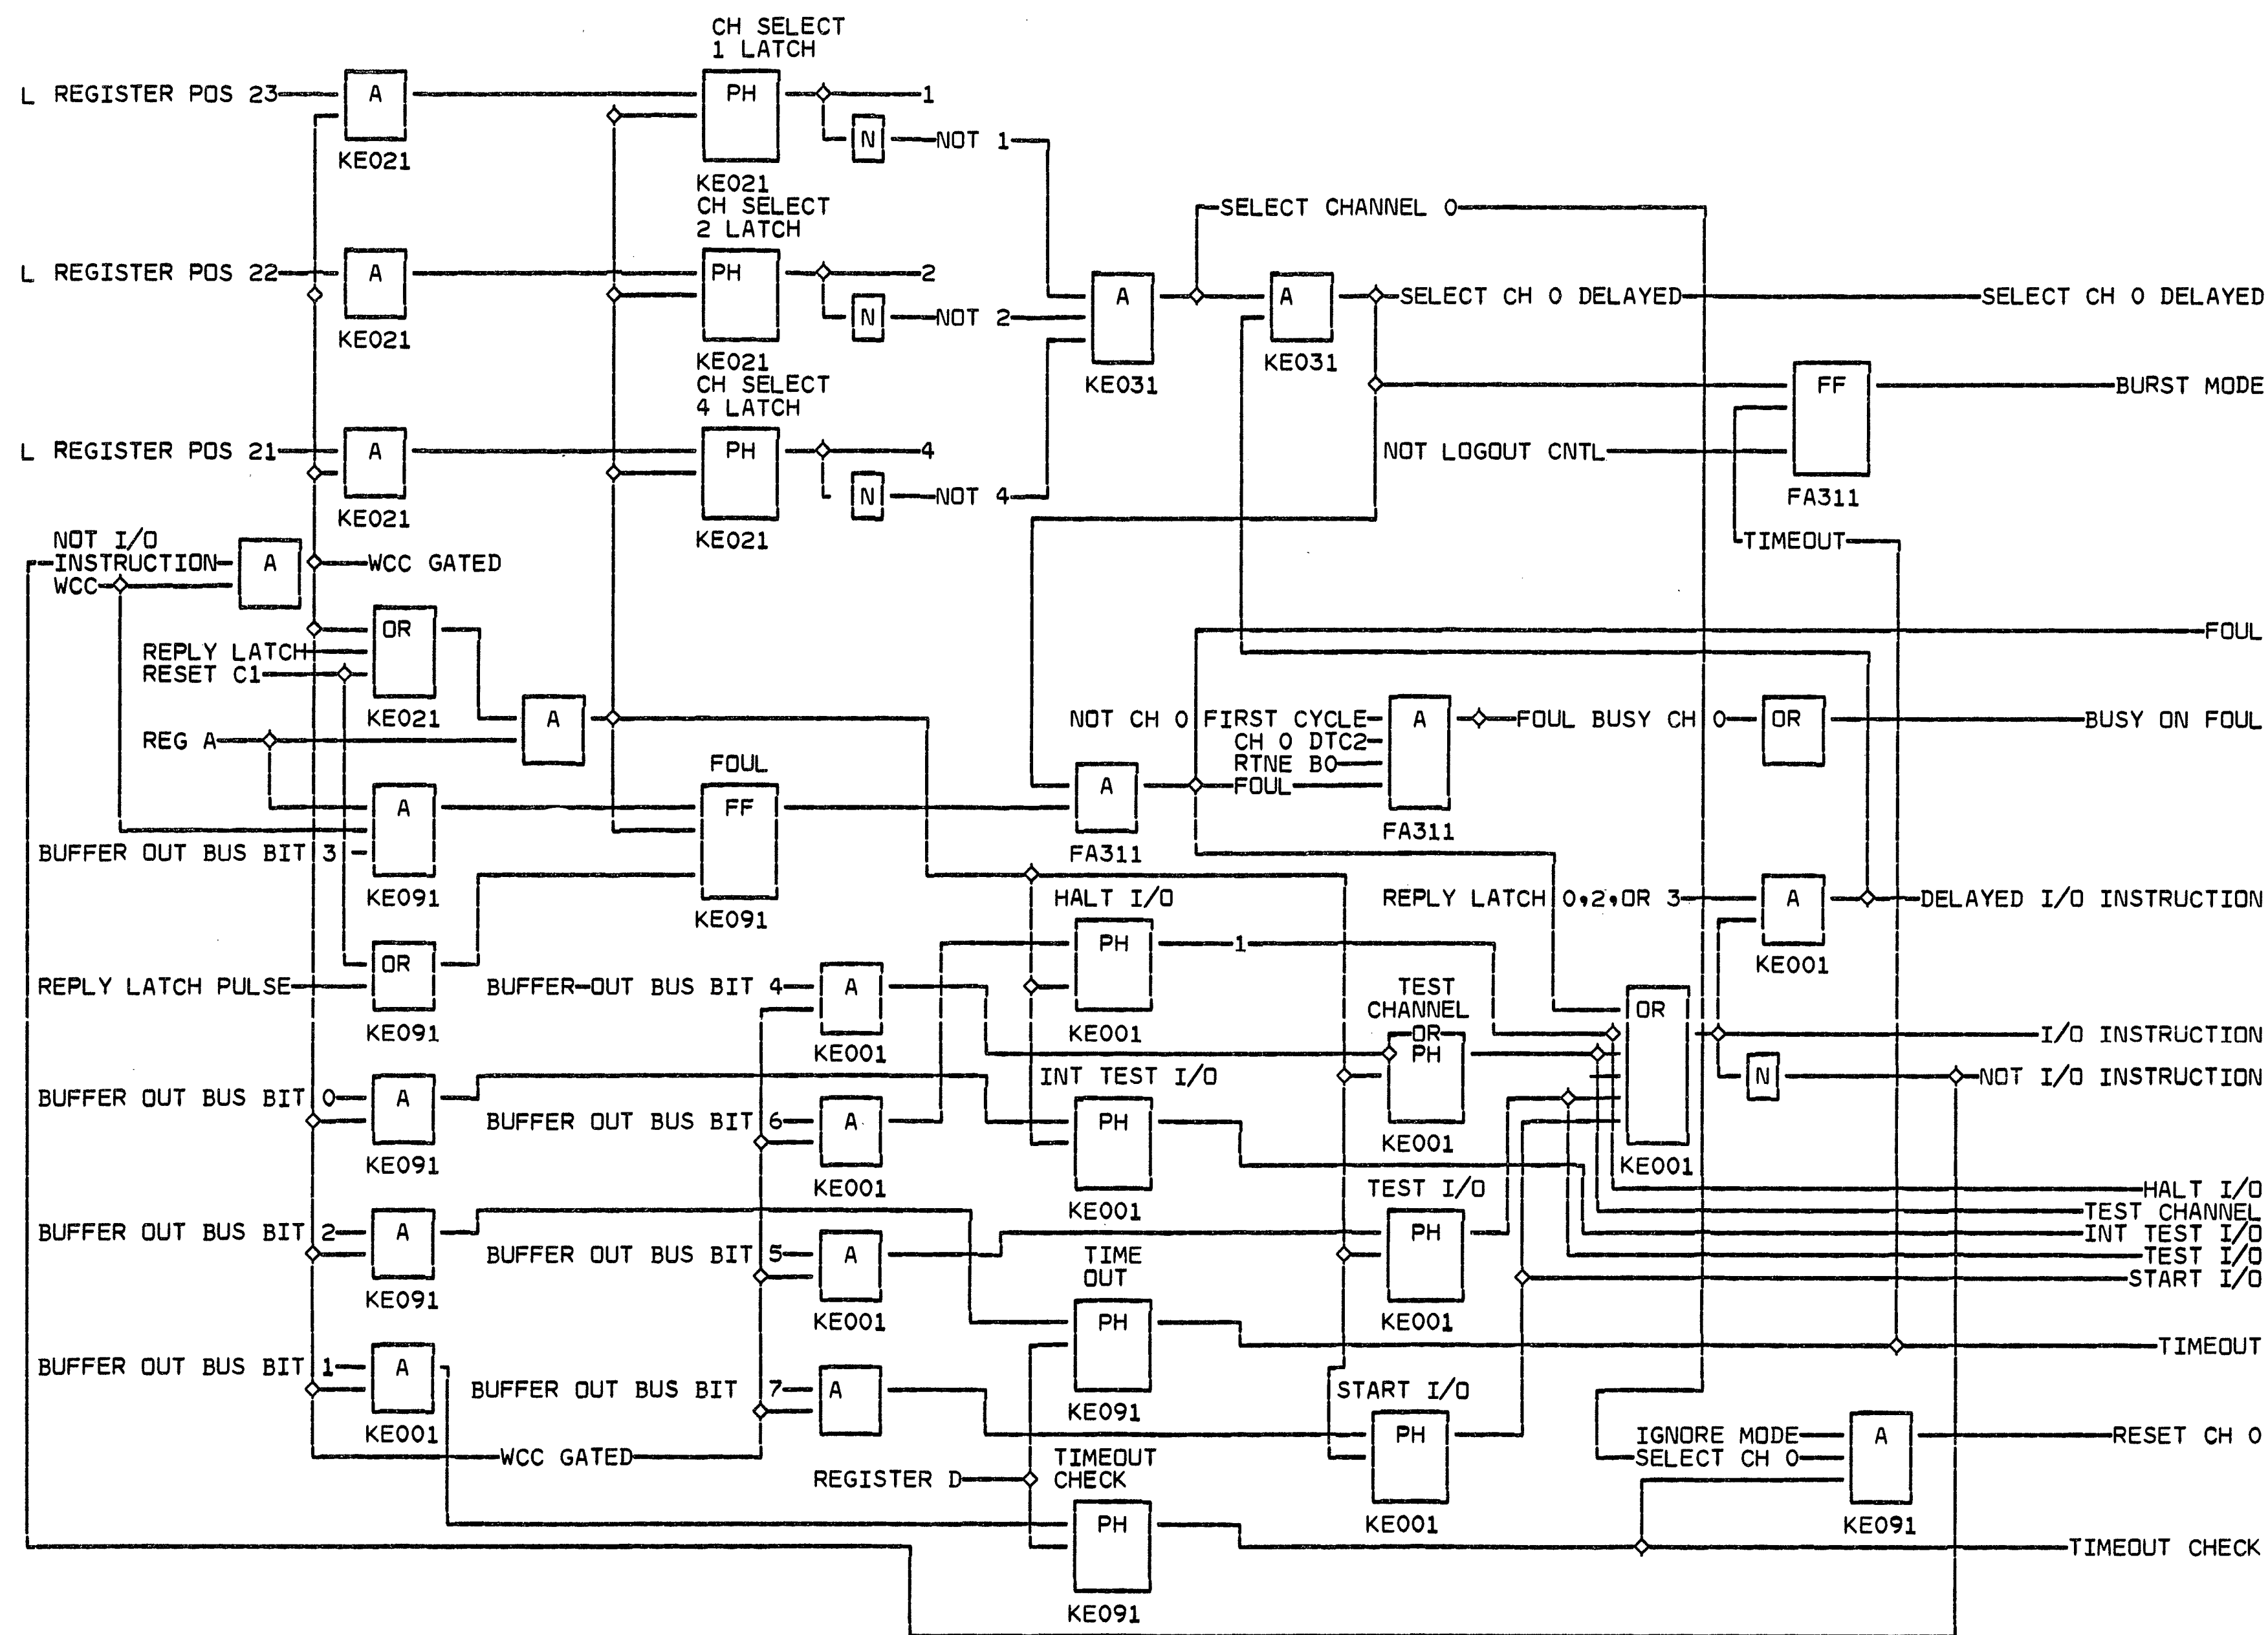 CH SELECT
1 LATCH
L REGISTER POS 23
A
PH
1
N
NOT 1
KE021
KE021
CH SELECT
2 LATCH
SELECT CHANNEL 0
L REGISTER POS 22
A
PH
2
A
A
SELECT CH 0 DELAYED
SELECT CH 0 DELAYED
N
NOT 2
KE021
KE021
CH SELECT
4 LATCH
KE031
KE031
FF
BURST MODE
L REGISTER POS 21
A
PH
4
NOT LOGOUT CNTL
N
NOT 4
FA311
KE021
KE021
NOT I/O
INSTRUCTION
WCC
A
WCC GATED
TIMEOUT
OR
FOUL
REPLY LATCH
RESET C1
KE021
REG A
A
NOT CH 0 FIRST CYCLE
CH 0 DTC2
RTNE B0
FOUL
A
FOUL BUSY CH 0
OR
BUSY ON FOUL
FOUL
A
FF
A
FA311
BUFFER OUT BUS BIT 3
KE091
KE091
FA311
HALT I/O
REPLY LATCH 0,2,OR 3
A
DELAYED I/O INSTRUCTION
PH
1
KE001
OR
REPLY LATCH PULSE
KE091
BUFFER OUT BUS BIT 4
A
KE001
KE001
TEST
CHANNEL
OR
PH
OR
I/O INSTRUCTION
INT TEST I/O
N
NOT I/O INSTRUCTION
BUFFER OUT BUS BIT 0
A
BUFFER OUT BUS BIT 6
A
PH
KE001
KE001
KE091
KE001
KE001
TEST I/O
HALT I/O
TEST CHANNEL
INT TEST I/O
TEST I/O
START I/O
BUFFER OUT BUS BIT 2
A
BUFFER OUT BUS BIT 5
A
PH
TIME
OUT
KE091
KE001
PH
KE001
TIMEOUT
BUFFER OUT BUS BIT 1
A
BUFFER OUT BUS BIT 7
A
START I/O
KE091
KE001
PH
IGNORE MODE
SELECT CH 0
A
RESET CH 0
WCC GATED
TIMEOUT
CHECK
REGISTER D
PH
KE001
KE091
TIMEOUT CHECK
KE091